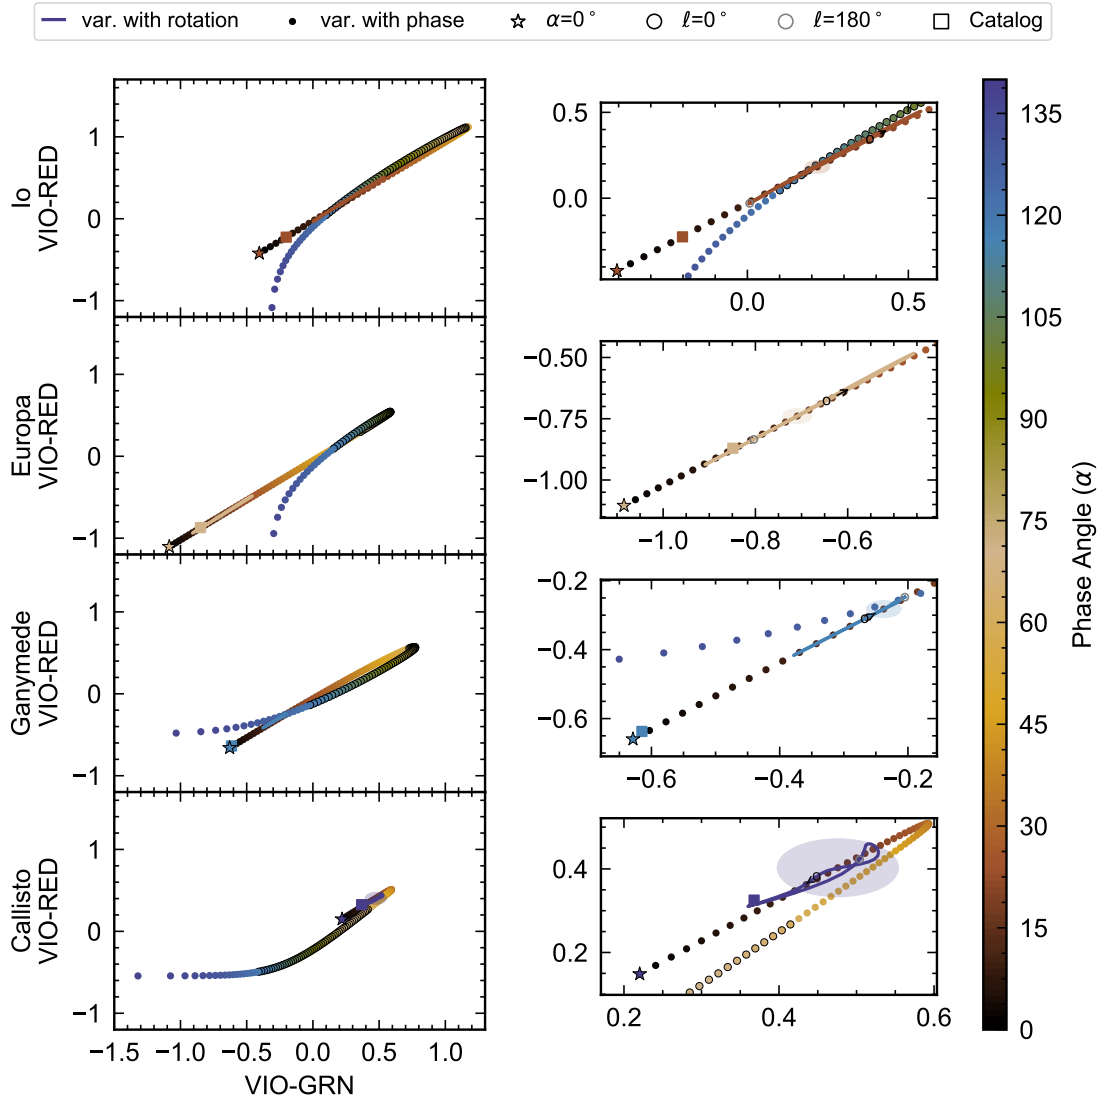 var. with rotation var. with phase α=0° ℓ=0° ℓ=180° Catalog
Io
VIO-RED
1
0
−1
0.5
0.0
0.0 0.5
Europa
VIO-RED
1
0
−1
−0.50
−0.75
−1.00
−1.0 −0.8 −0.6
Ganymede
VIO-RED
1
0
−1
−0.2
−0.4
−0.6
−0.6 −0.4 −0.2
Callisto
VIO-RED
1
0
−1
−1.5 −1.0 −0.5 0.0 0.5 1.0
VIO-GRN
0.4
0.2
0.2 0.4 0.6
135
120
105
90
75
60
45
30
15
0
Phase Angle (α)